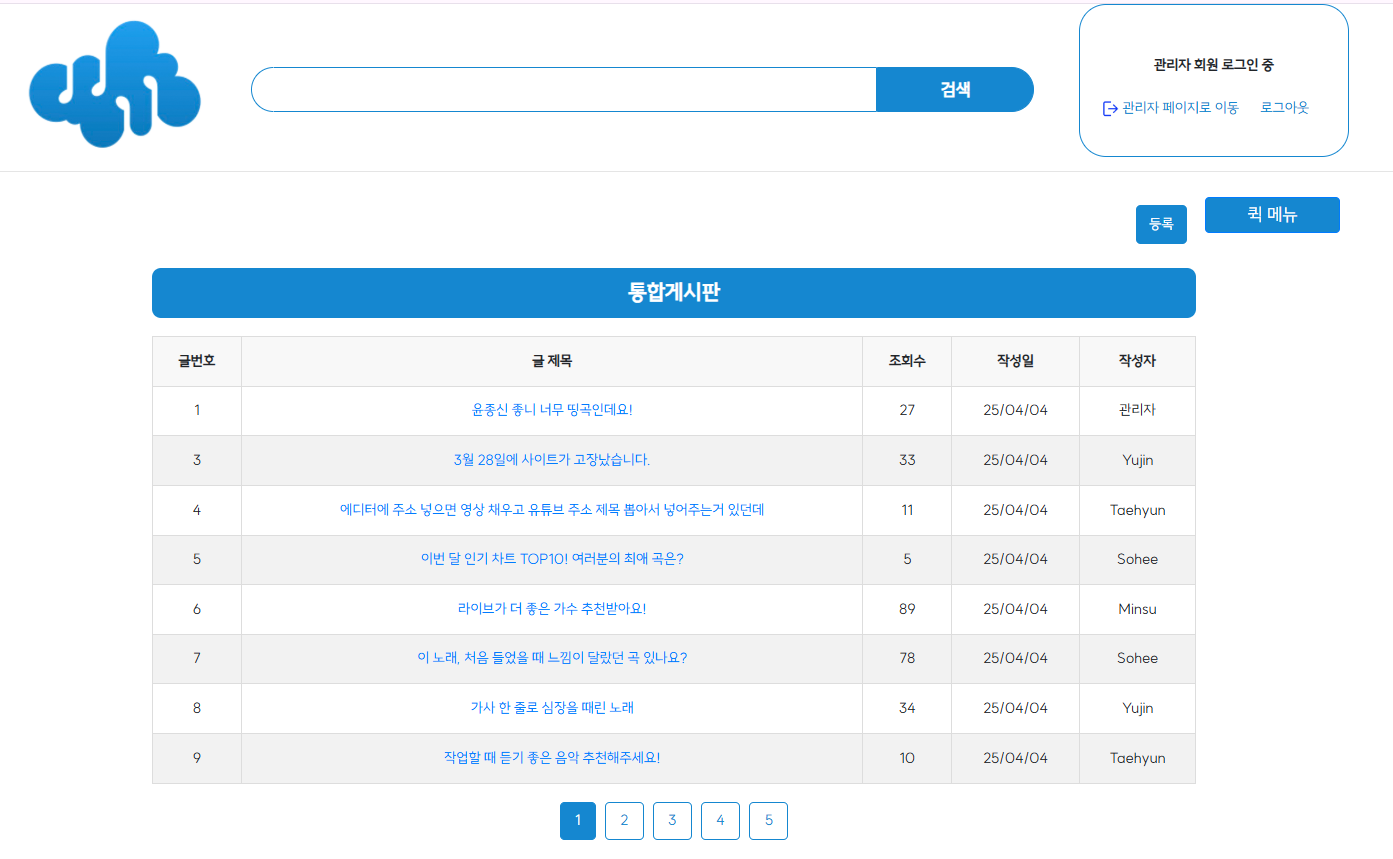 검색
관리자 회원 로그인 중
관리자 페이지로 이동 로그아웃
등록
퀵 메뉴
통합게시판
글번호 글 제목 조회수 작성일 작성자
1 윤종신 좋니 너무 띵곡인데요! 27 25/04/04 관리자
3 3월 28일에 사이트가 고장났습니다. 33 25/04/04 Yujin
4 에디터에 주소 넣으면 영상 채우고 유튜브 주소 제목 뽑아서 넣어주는거 있던데 11 25/04/04 Taehyun
5 이번 달 인기 차트 TOP10! 여러분의 최애 곡은? 5 25/04/04 Sohee
6 라이브가 더 좋은 가수 추천받아요! 89 25/04/04 Minsu
7 이 노래, 처음 들었을 때 느낌이 달랐던 곡 있나요? 78 25/04/04 Sohee
8 가사 한 줄로 심장을 때린 노래 34 25/04/04 Yujin
9 작업할 때 듣기 좋은 음악 추천해주세요! 10 25/04/04 Taehyun
1 2 3 4 5